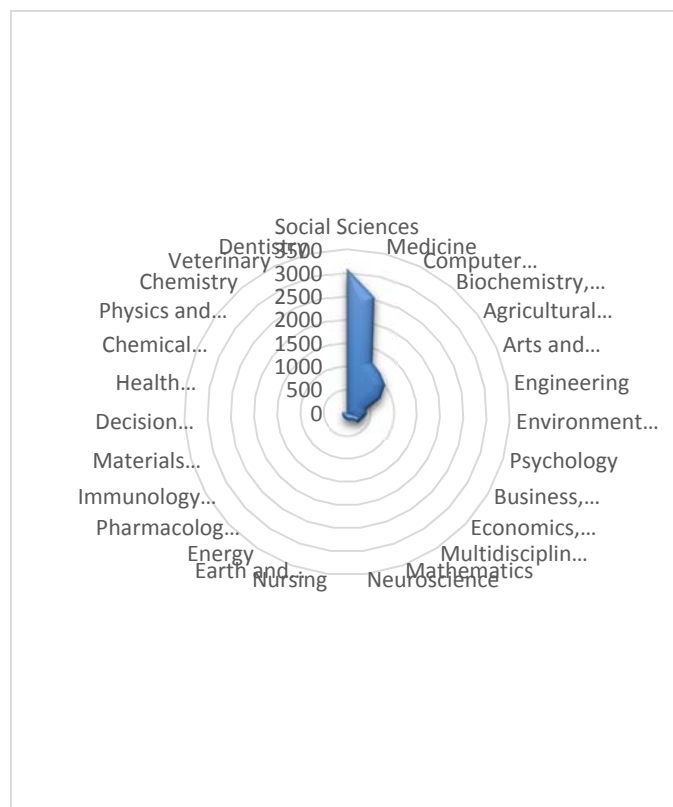 Social Sciences
Medicine
Computer...
Biochemistry,...
Agricultural...
Arts and...
Engineering
Environment...
Psychology
Business,...
Economics,...
Multidisciplin...
Mathematics
Neuroscience
Nursing
Earth and...
Energy
Pharmacolog...
Immunology...
Materials...
Decision...
Health...
Chemical...
Physics and...
Chemistry
Veterinary
Dentistry
3500
3000
2500
2000
1500
1000
500
0